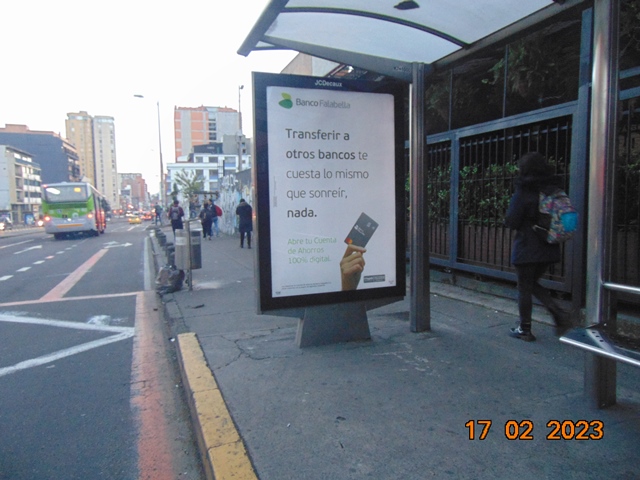 JCDecaux
Banco Falabella
Transferir a
otros bancos te
cuesta lo mismo
que sonreír,
nada.
Abre tu Cuenta
de Ahorros
100% digital.
17 02 2023